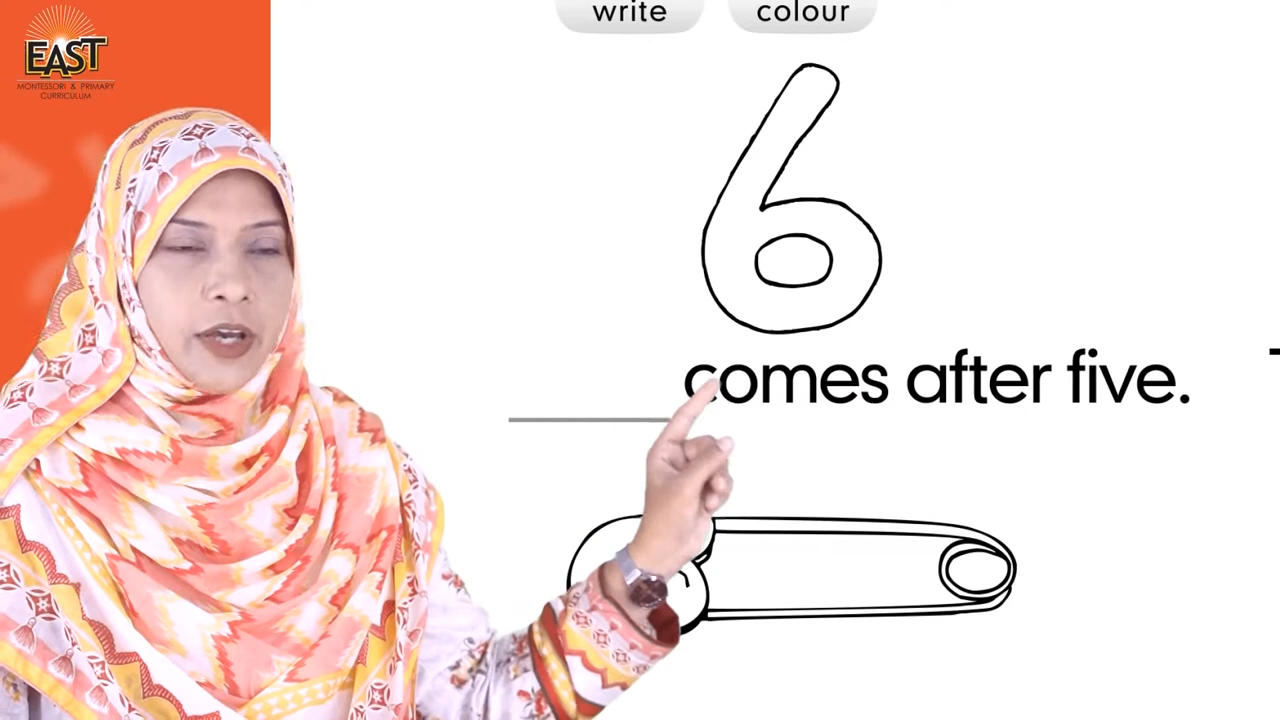 write colour
EAST
MONTESSORI & PRIMARY
CURRICULUM
6
comes after five.